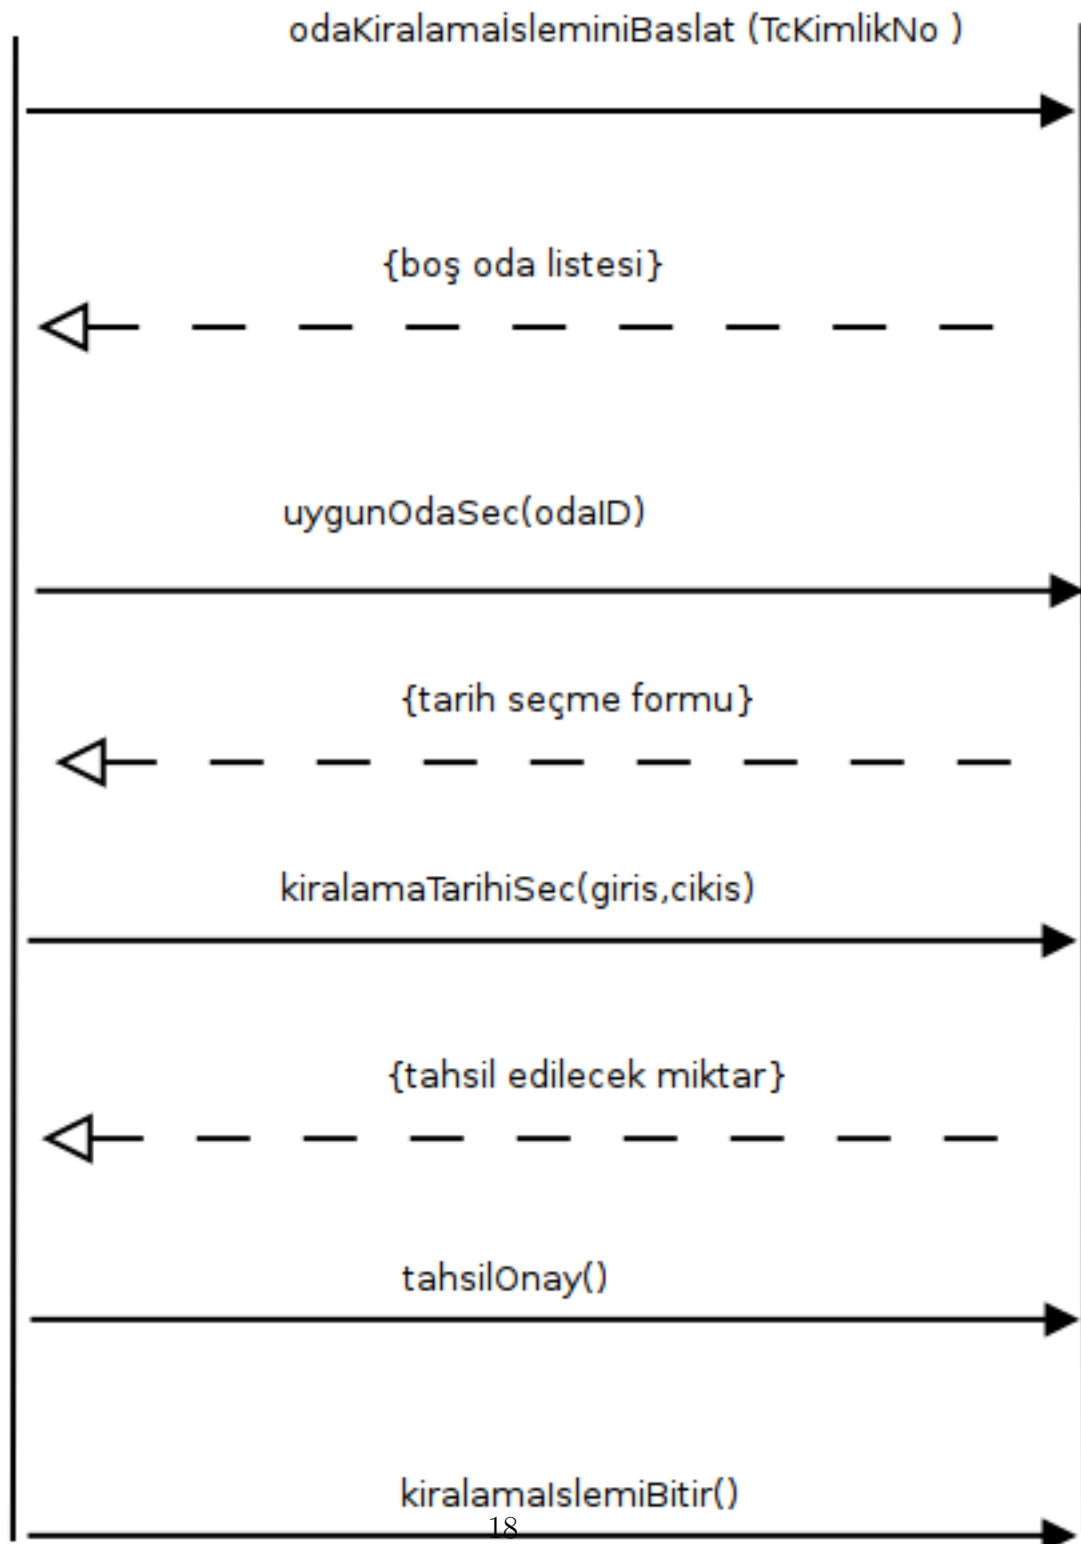 odaKiralamaİsleminiBaslat (TcKimlikNo )
{boş oda listesi}
uygunOdaSec(odaID)
{tarih seçme formu}
kiralamaTarihiSec(giris,cikis)
{tahsil edilecek miktar}
tahsilOnay()
kiralamaIslemiBitir()
18